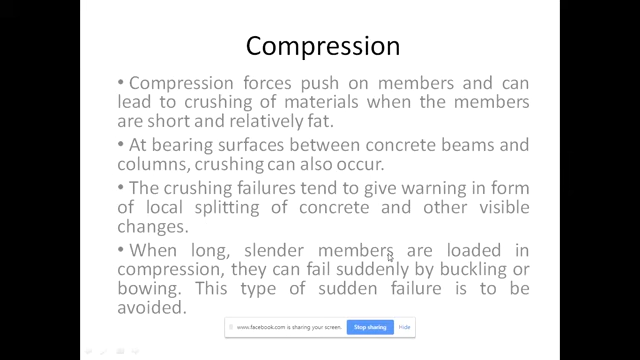 Compression
• Compression forces push on members and can
lead to crushing of materials when the members
are short and relatively fat.
• At bearing surfaces between concrete beams and
columns, crushing can also occur.
• The crushing failures tend to give warning in form
of local splitting of concrete and other visible
changes.
• When long, slender members are loaded in
compression, they can fail suddenly by buckling or
bowing. This type of sudden failure is to be
avoided.
www.facebook.com is sharing your screen. Stop sharing Hide